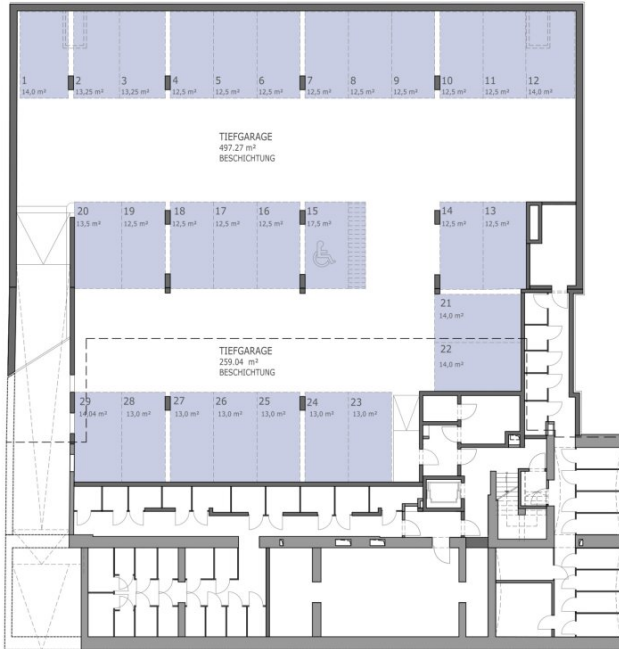 1 2 3 4 5 6 7 8 9 10 11 12
14,0 m² 13,25 m² 13,25 m² 12,5 m² 12,5 m² 12,5 m² 12,5 m² 12,5 m² 12,5 m² 12,5 m² 12,5 m² 14,0 m²
TIEFGARAGE
497.27 m²
BESCHICHTUNG
20 19 18 17 16 15 14 13
13,5 m² 12,5 m² 12,5 m² 12,5 m² 12,5 m² 17,5 m² 12,5 m² 12,5 m²
21
14,0 m²
22
14,0 m²
TIEFGARAGE
259.04 m²
BESCHICHTUNG
29 28 27 26 25 24 23
14,04 m² 13,0 m² 13,0 m² 13,0 m² 13,0 m² 13,0 m² 13,0 m²